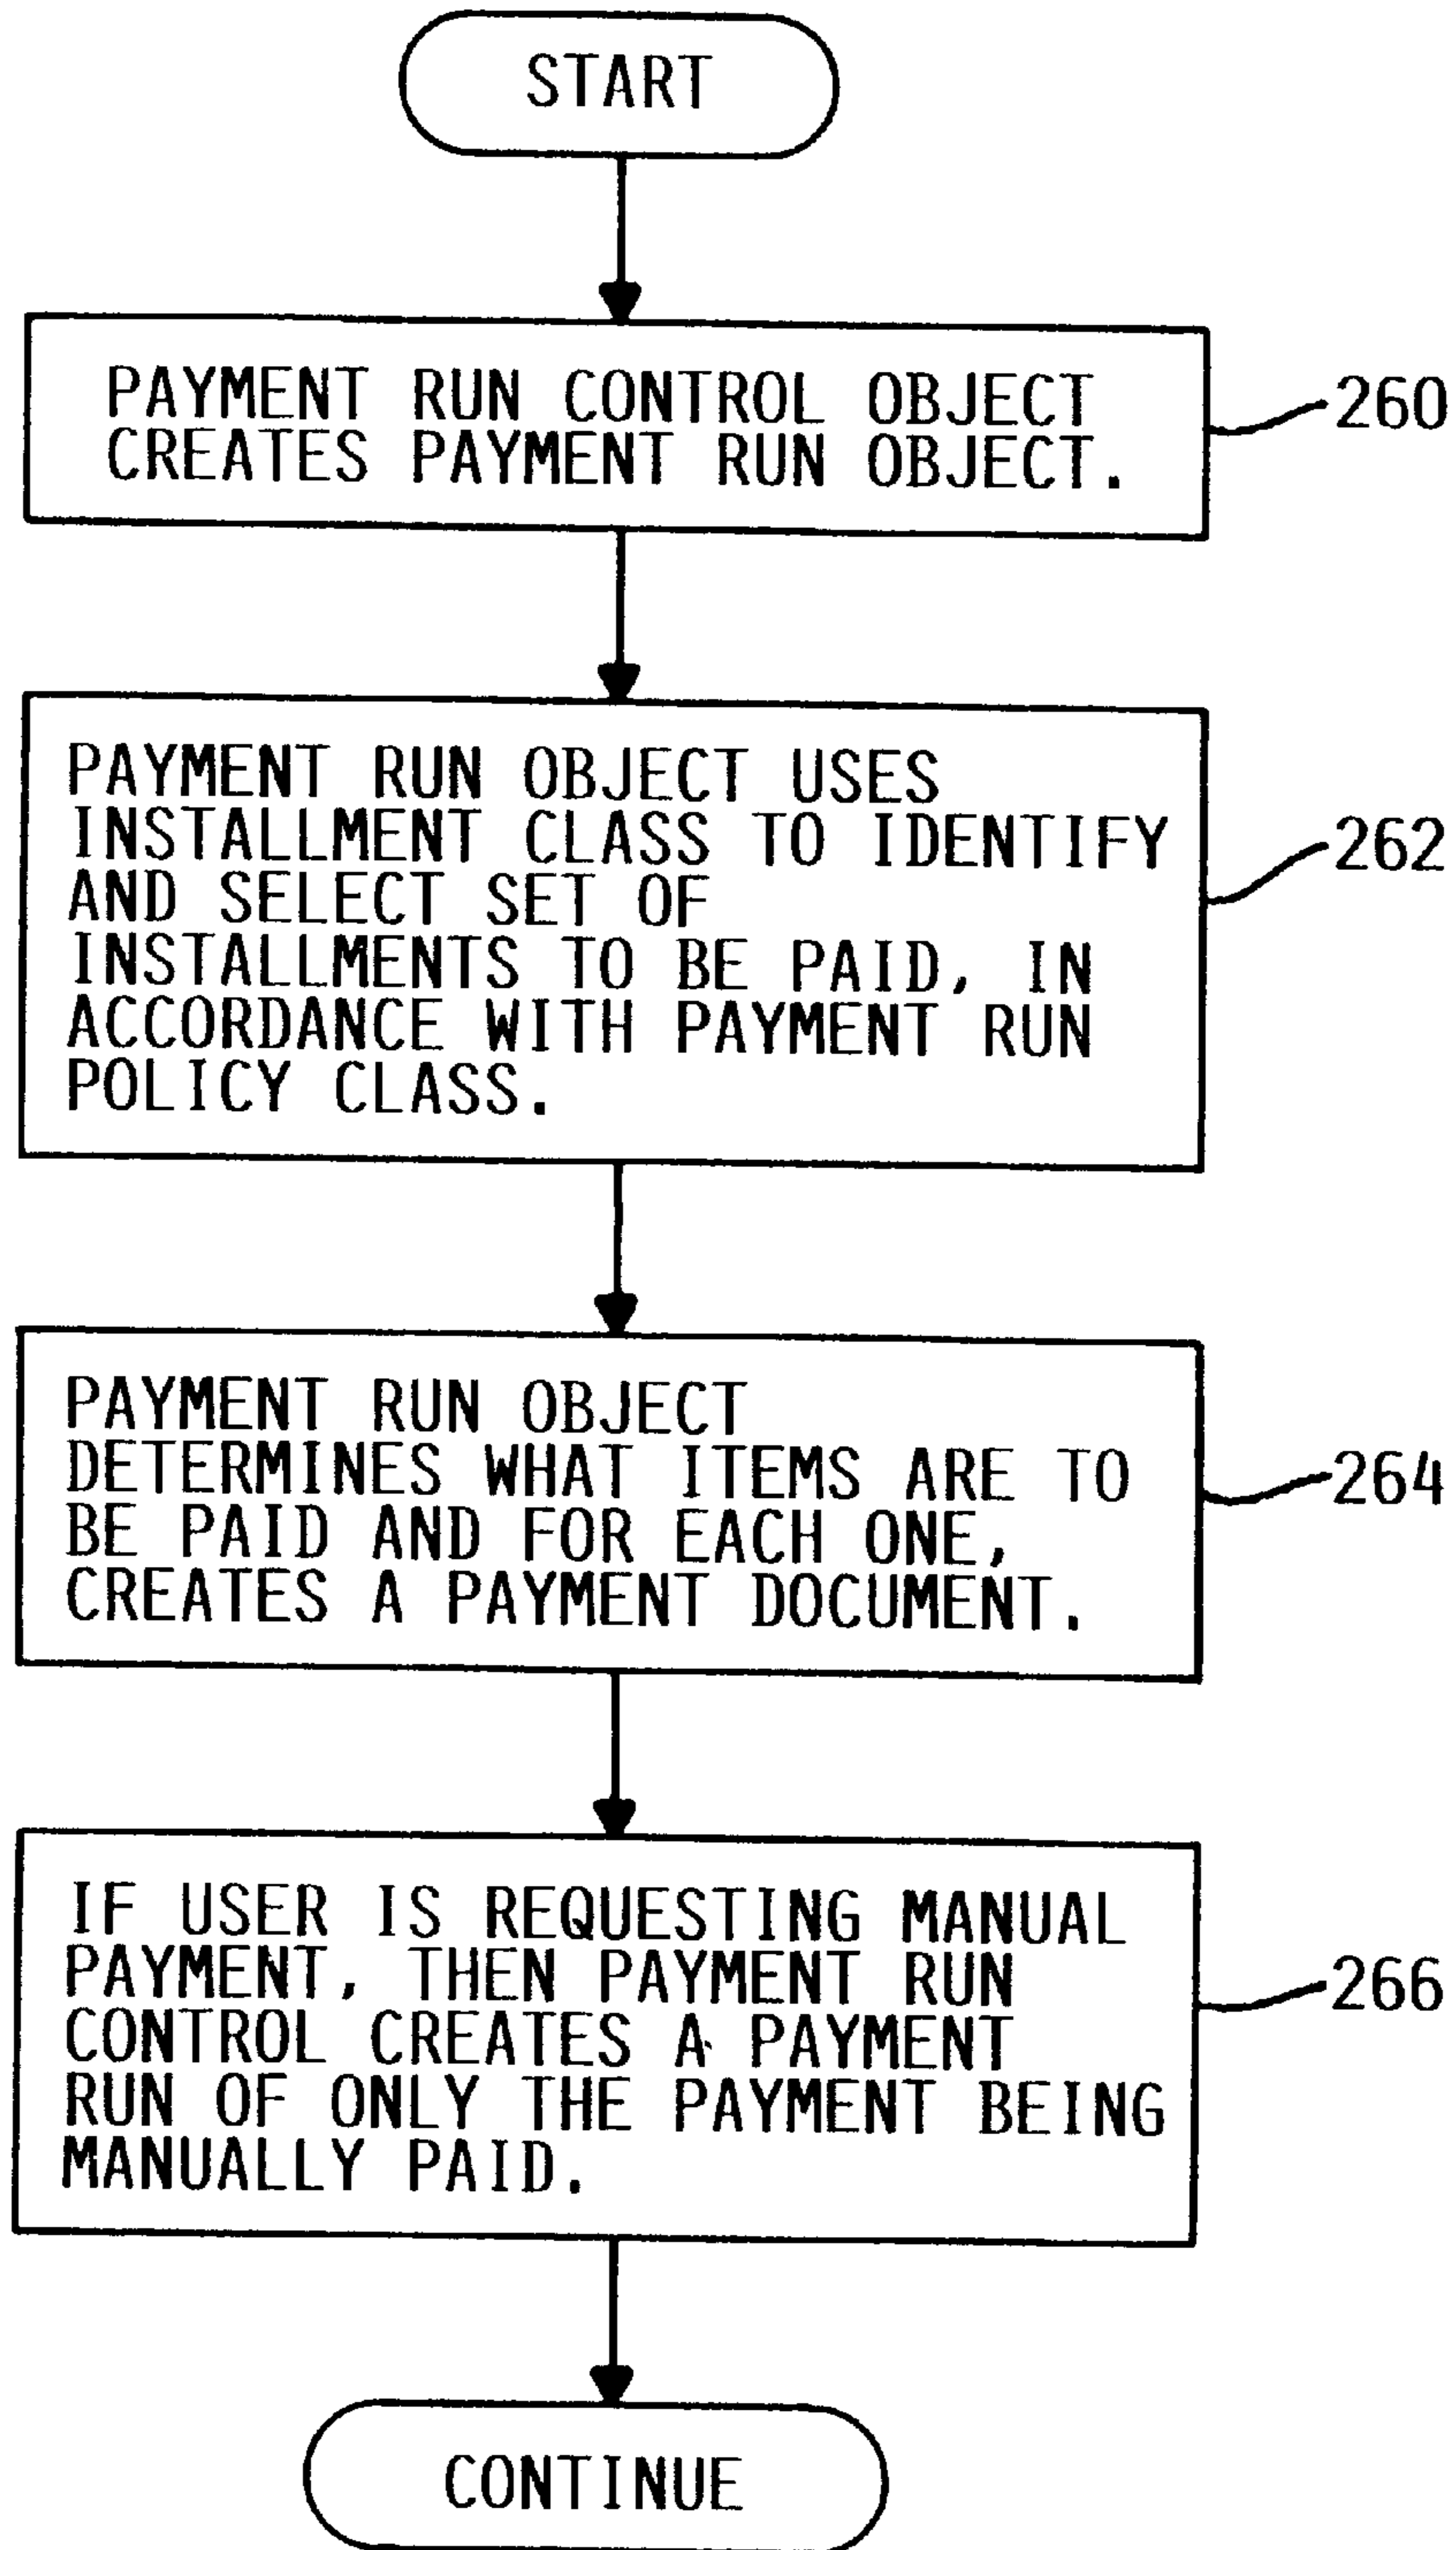 START
PAYMENT RUN CONTROL OBJECT
CREATES PAYMENT RUN OBJECT.
260
PAYMENT RUN OBJECT USES
INSTALLMENT CLASS TO IDENTIFY
AND SELECT SET OF
INSTALLMENTS TO BE PAID, IN
ACCORDANCE WITH PAYMENT RUN
POLICY CLASS.
262
PAYMENT RUN OBJECT
DETERMINES WHAT ITEMS ARE TO
BE PAID AND FOR EACH ONE,
CREATES A PAYMENT DOCUMENT.
264
IF USER IS REQUESTING MANUAL
PAYMENT, THEN PAYMENT RUN
CONTROL CREATES A PAYMENT
RUN OF ONLY THE PAYMENT BEING
MANUALLY PAID.
266
CONTINUE